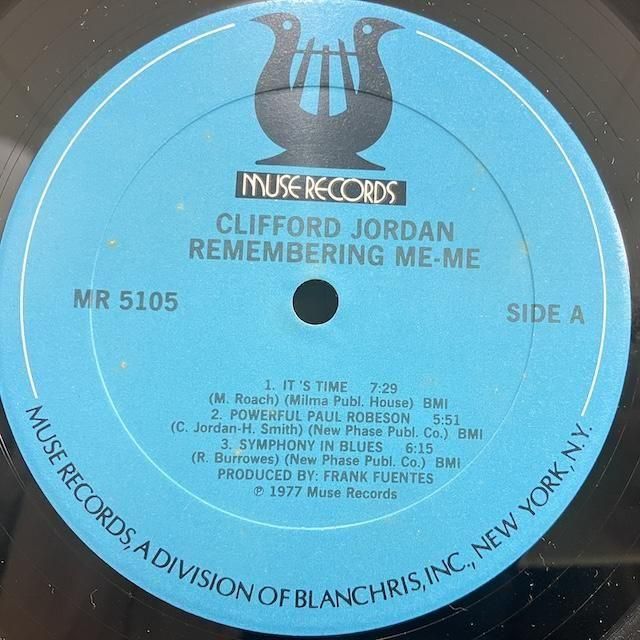 MUSE RECORDS
CLIFFORD JORDAN
REMEMBERING ME-ME
MR 5105
SIDE A
1. IT'S TIME 7:29
(M. Roach) (Milma Publ. House) BMI
2. POWERFUL PAUL ROBESON 5:51
(C. Jordan-H. Smith) (New Phase Publ. Co.) BMI
3. SYMPHONY IN BLUES 6:15
(R. Burrowes) (New Phase Publ. Co.) BMI
PRODUCED BY: FRANK FUENTES
℗ 1977 Muse Records
MUSE RECORDS, A DIVISION OF BLANCHRIS, INC., NEW YORK, N.Y.